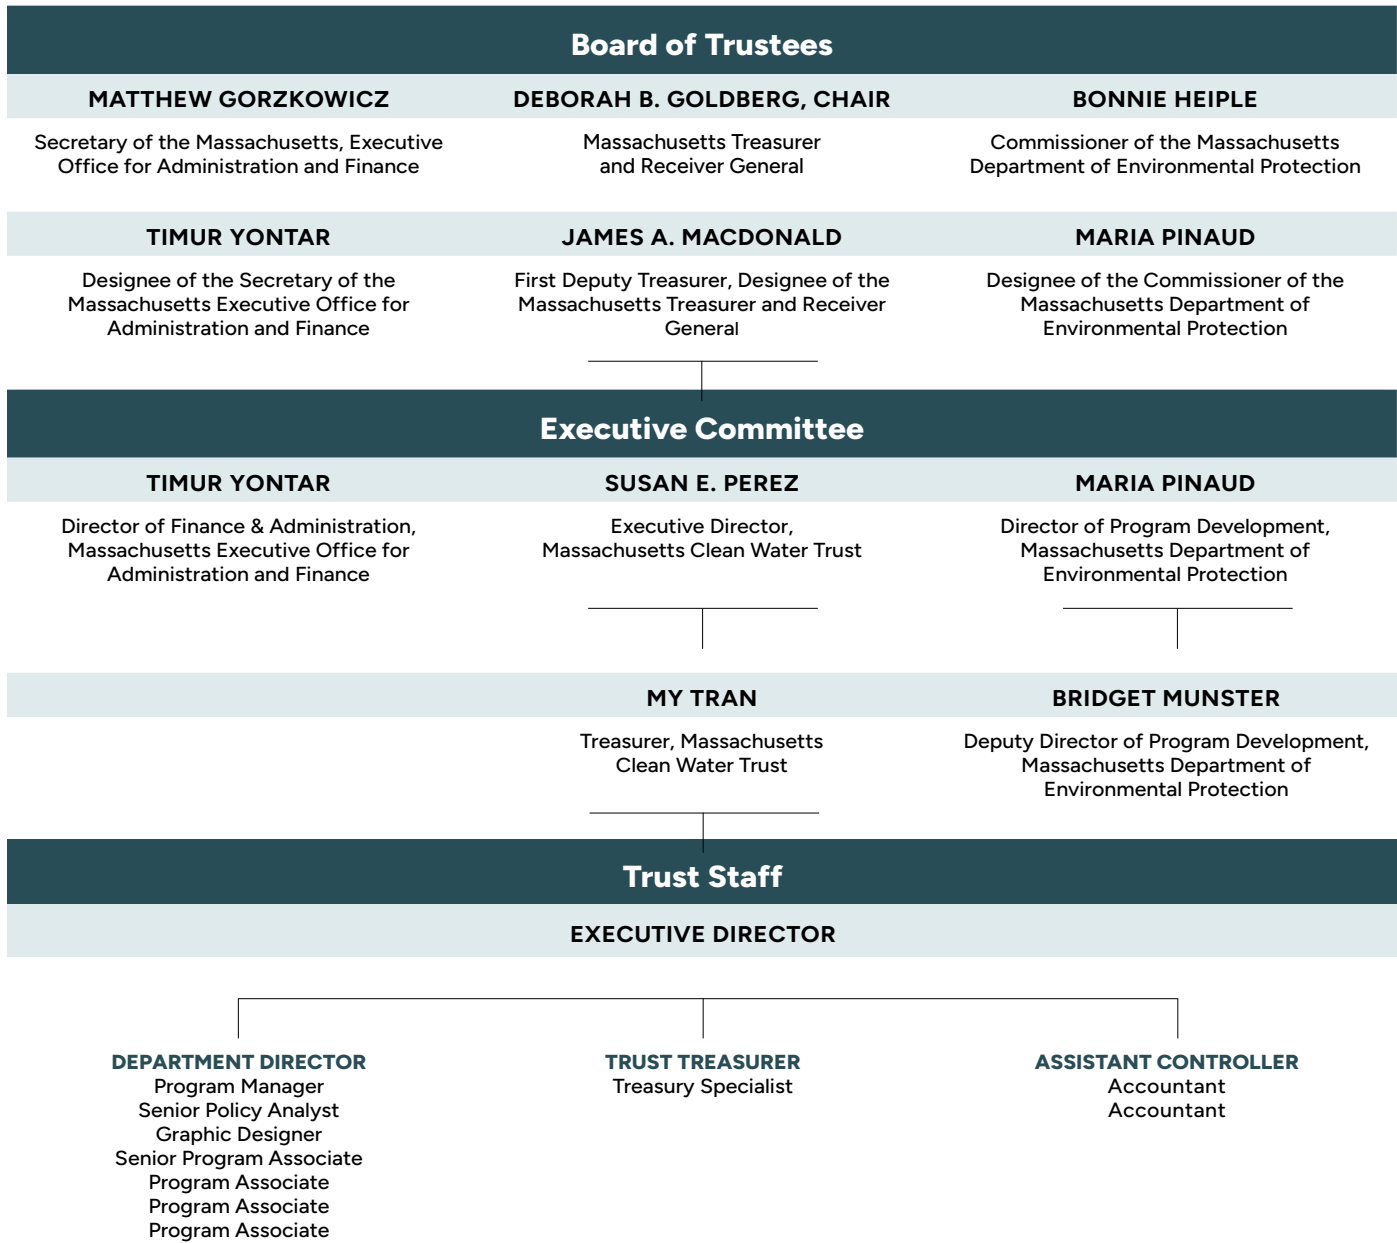 Board of Trustees
MATTHEW GORZKOWICZ
Secretary of the Massachusetts, Executive
Office for Administration and Finance
DEBORAH B. GOLDBERG, CHAIR
Massachusetts Treasurer
and Receiver General
BONNIE HEIPLE
Commissioner of the Massachusetts
Department of Environmental Protection
TIMUR YONTAR
Designee of the Secretary of the
Massachusetts Executive Office for
Administration and Finance
JAMES A. MACDONALD
First Deputy Treasurer, Designee of the
Massachusetts Treasurer and Receiver
General
MARIA PINAUD
Designee of the Commissioner of the
Massachusetts Department of
Environmental Protection
Executive Committee
TIMUR YONTAR
Director of Finance & Administration,
Massachusetts Executive Office for
Administration and Finance
SUSAN E. PEREZ
Executive Director,
Massachusetts Clean Water Trust
MARIA PINAUD
Director of Program Development,
Massachusetts Department of
Environmental Protection
MY TRAN
Treasurer, Massachusetts
Clean Water Trust
BRIDGET MUNSTER
Deputy Director of Program Development,
Massachusetts Department of
Environmental Protection
Trust Staff
EXECUTIVE DIRECTOR
DEPARTMENT DIRECTOR
Program Manager
Senior Policy Analyst
Graphic Designer
Senior Program Associate
Program Associate
Program Associate
Program Associate
TRUST TREASURER
Treasury Specialist
ASSISTANT CONTROLLER
Accountant
Accountant